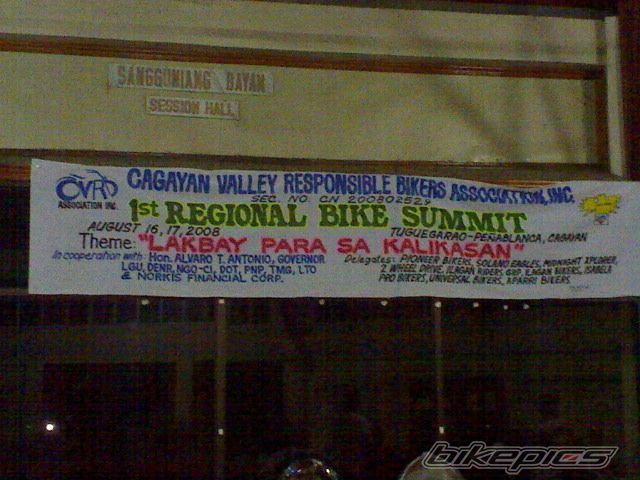 SANGGUNIANG BAYAN
SESSION HALL
CVRB
ASSOCIATION INC.
CAGAYAN VALLEY RESPONSIBLE BIKERS ASSOCIATION, INC.
SEC. NO. CN 200802529
1st REGIONAL BIKE SUMMIT
AUGUST 16, 17, 2008
TUGUEGARAO-PEÑABLANCA, CAGAYAN
Theme: "LAKBAY PARA SA KALIKASAN"
In cooperation with: Hon. ALVARO T. ANTONIO, GOVERNOR
LGU, DENR, NGO-CI, DOT, PNP, TMG, LTO
& NORKIS FINANCIAL CORP.
Delegates: PIONEER BIKERS, SOLANO EAGLES, MIDNIGHT XPLORER,
2 WHEEL DRIVE, ILAGAN RIDERS GRP, ILAGAN BIKERS, ISABELA
PRO BIKERS, UNIVERSAL BIKERS, APARRI BIKERS
bikepics